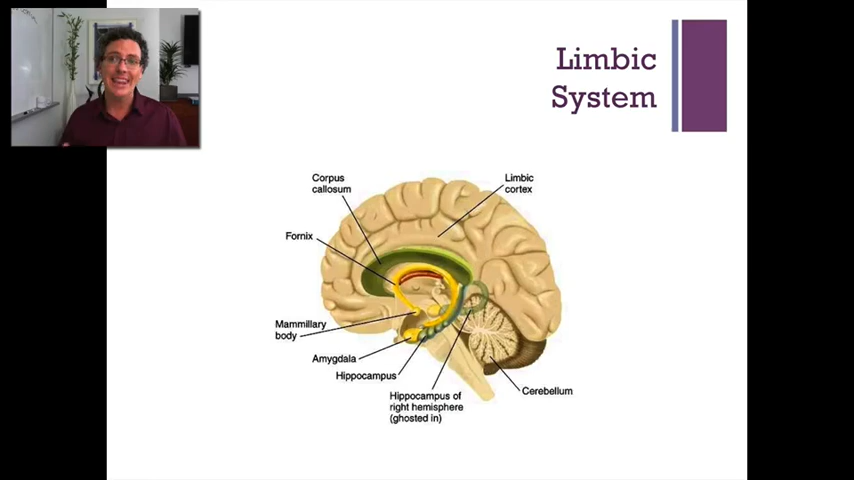 Limbic
System
Corpus
callosum
Limbic
cortex
Fornix
Mammillary
body
Amygdala
Hippocampus
Hippocampus of
right hemisphere
(ghosted in)
Cerebellum